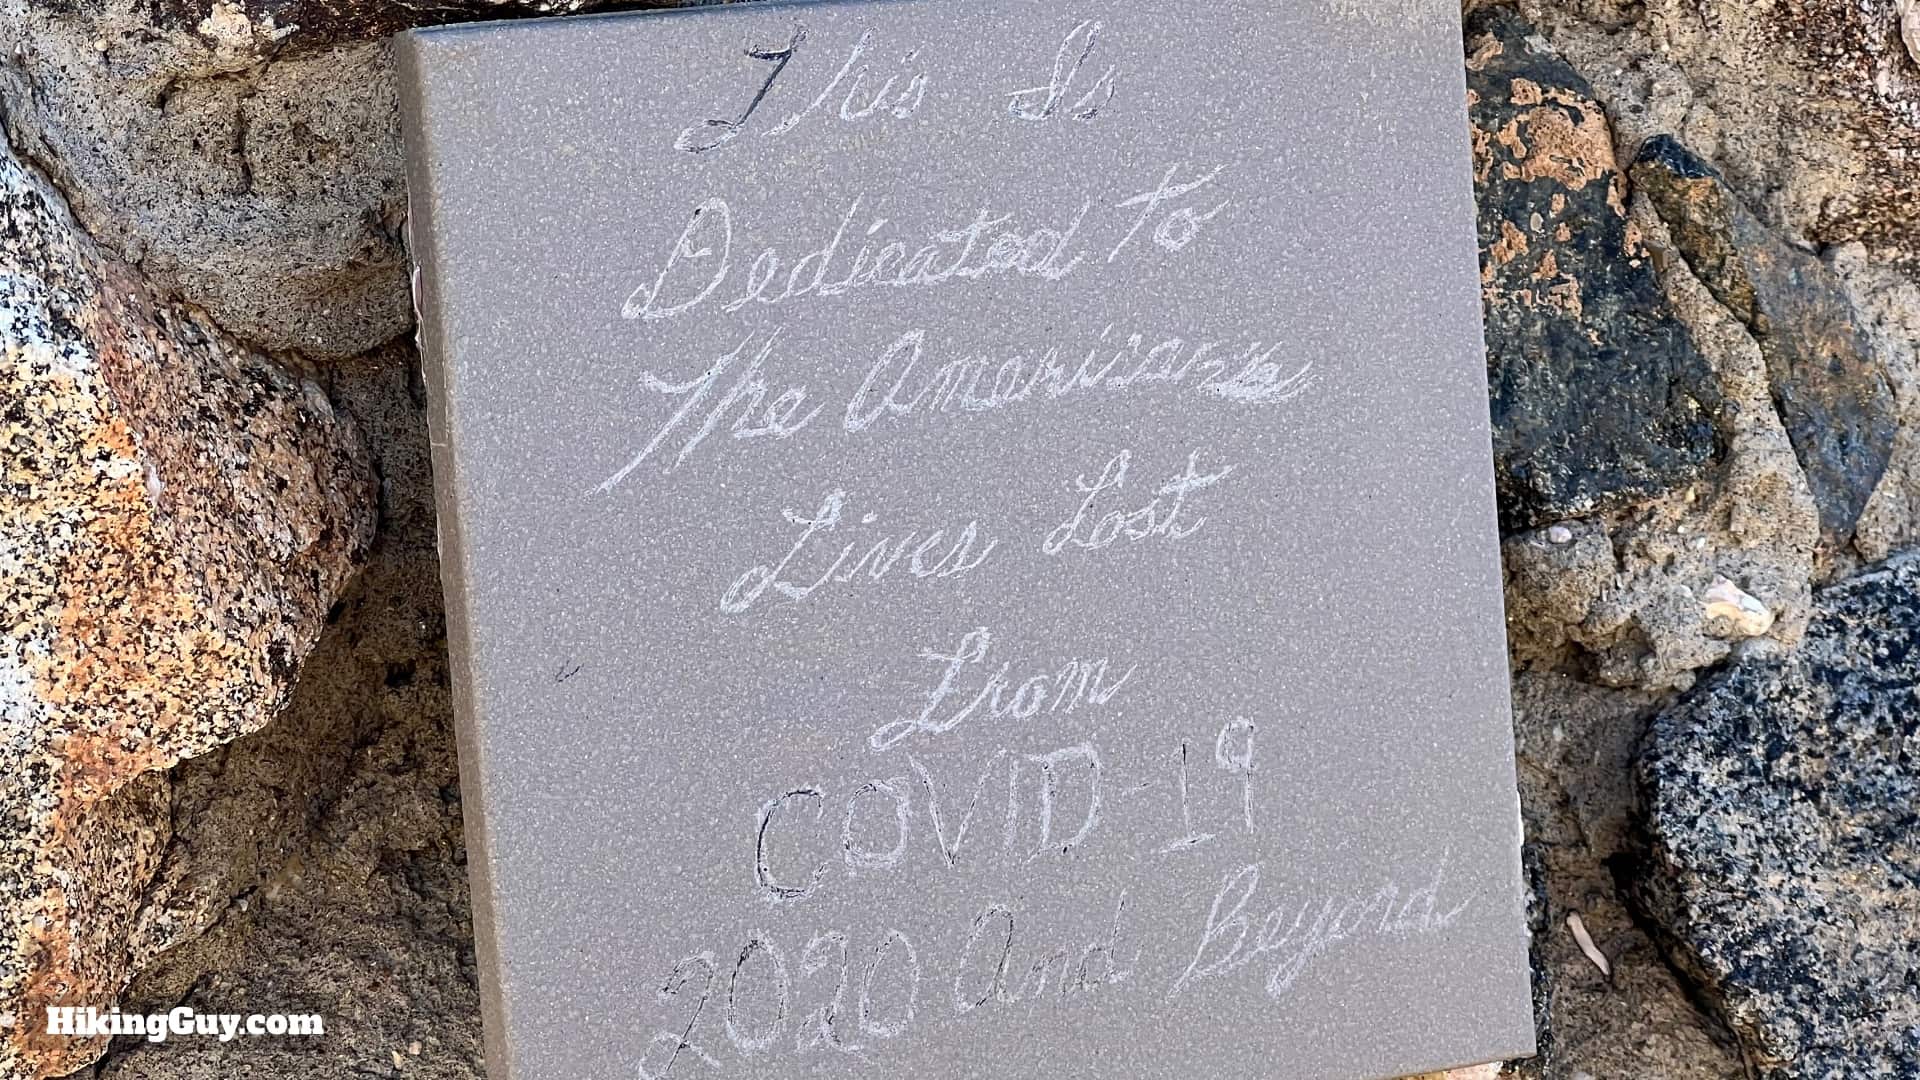 This Is
Dedicated To
The Americans
Lives Lost
From
COVID-19
2020 And Beyond
HikingGuy.com